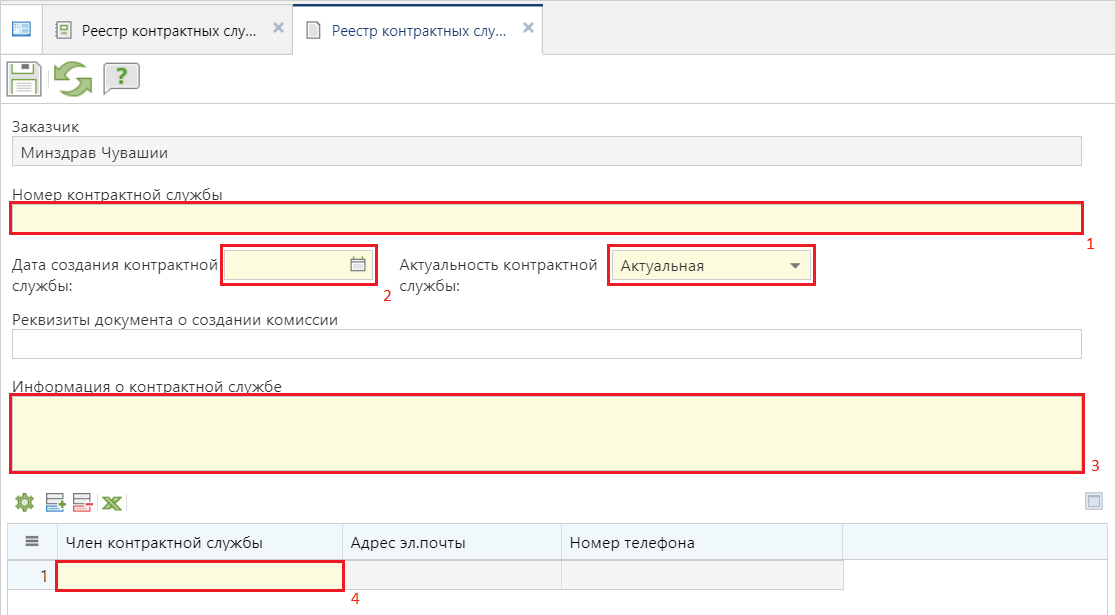 Реестр контрактных слу...
Реестр контрактных слу...
?
Заказчик
Минздрав Чувашии
Номер контрактной службы
1
Дата создания контрактной
службы:
2
Актуальность контрактной
службы:
Актуальная
Реквизиты документа о создании комиссии
Информация о контрактной службе
3
Член контрактной службы
Адрес эл.почты
Номер телефона
1
4